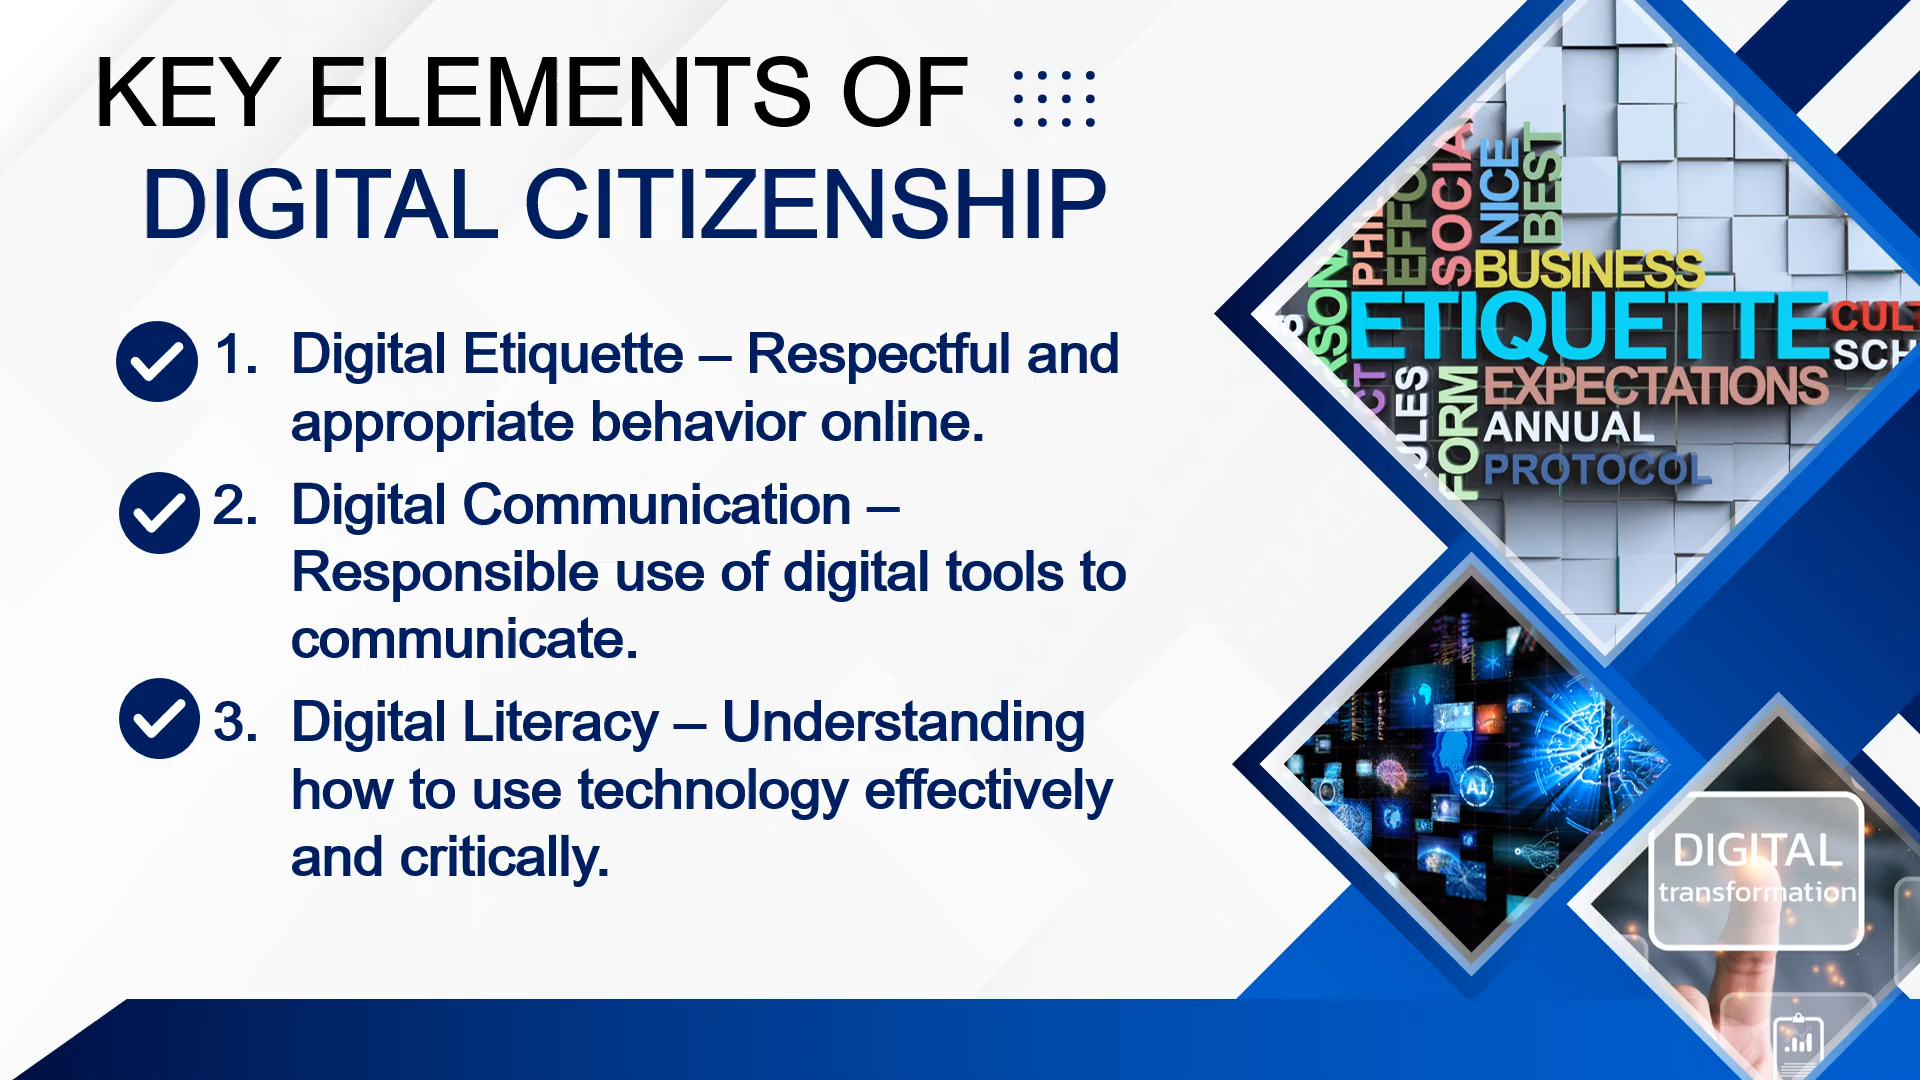 KEY ELEMENTS OF
DIGITAL CITIZENSHIP
1. Digital Etiquette – Respectful and
appropriate behavior online.
2. Digital Communication –
Responsible use of digital tools to
communicate.
3. Digital Literacy – Understanding
how to use technology effectively
and critically.
SOCIAL
NICE
BEST
BUSINESS
ETIQUETTE
EXPECTATIONS
ANNUAL
PROTOCOL
FORM
AI
DIGITAL
transformation